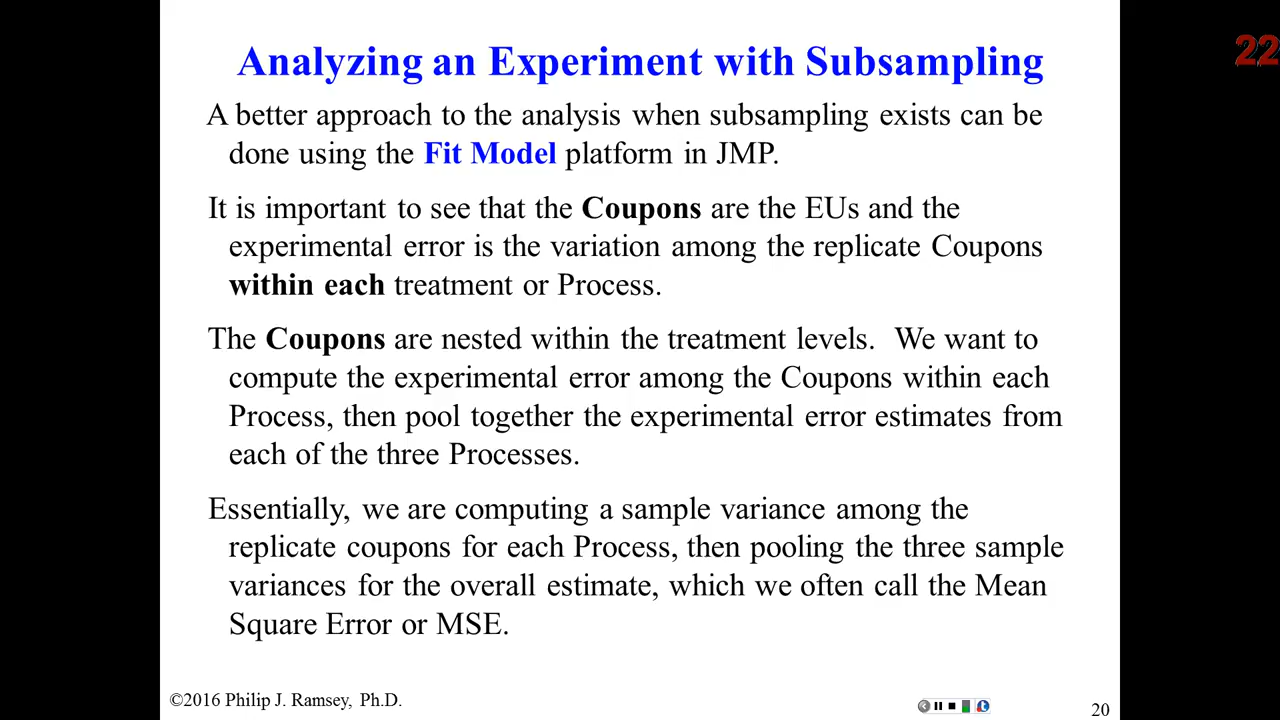 Analyzing an Experiment with Subsampling
22
A better approach to the analysis when subsampling exists can be
done using the Fit Model platform in JMP.
It is important to see that the Coupons are the EUs and the
experimental error is the variation among the replicate Coupons
within each treatment or Process.
The Coupons are nested within the treatment levels. We want to
compute the experimental error among the Coupons within each
Process, then pool together the experimental error estimates from
each of the three Processes.
Essentially, we are computing a sample variance among the
replicate coupons for each Process, then pooling the three sample
variances for the overall estimate, which we often call the Mean
Square Error or MSE.
©2016 Philip J. Ramsey, Ph.D.
20